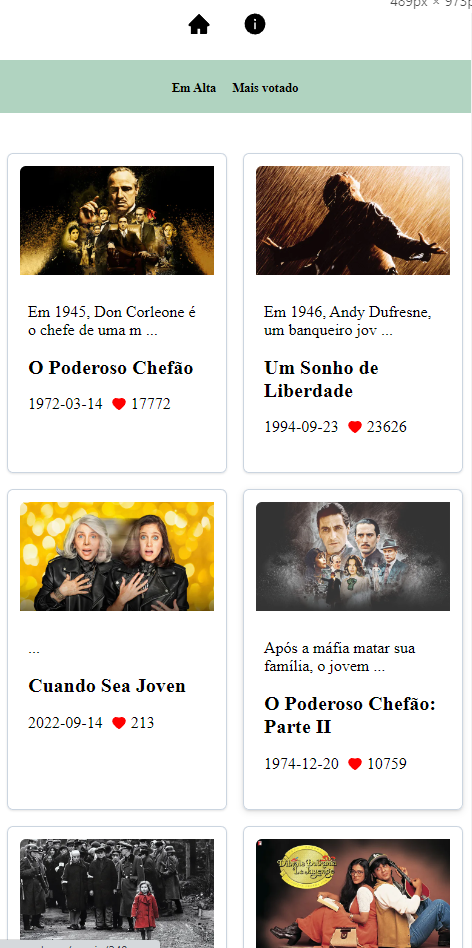 Em Alta Mais votado
Em 1945, Don Corleone é
o chefe de uma m ...
O Poderoso Chefão
1972-03-14 17772
Em 1946, Andy Dufresne,
um banqueiro jov ...
Um Sonho de
Liberdade
1994-09-23 23626
...
Cuando Sea Joven
2022-09-14 213
Após a máfia matar sua
família, o jovem ...
O Poderoso Chefão:
Parte II
1974-12-20 10759